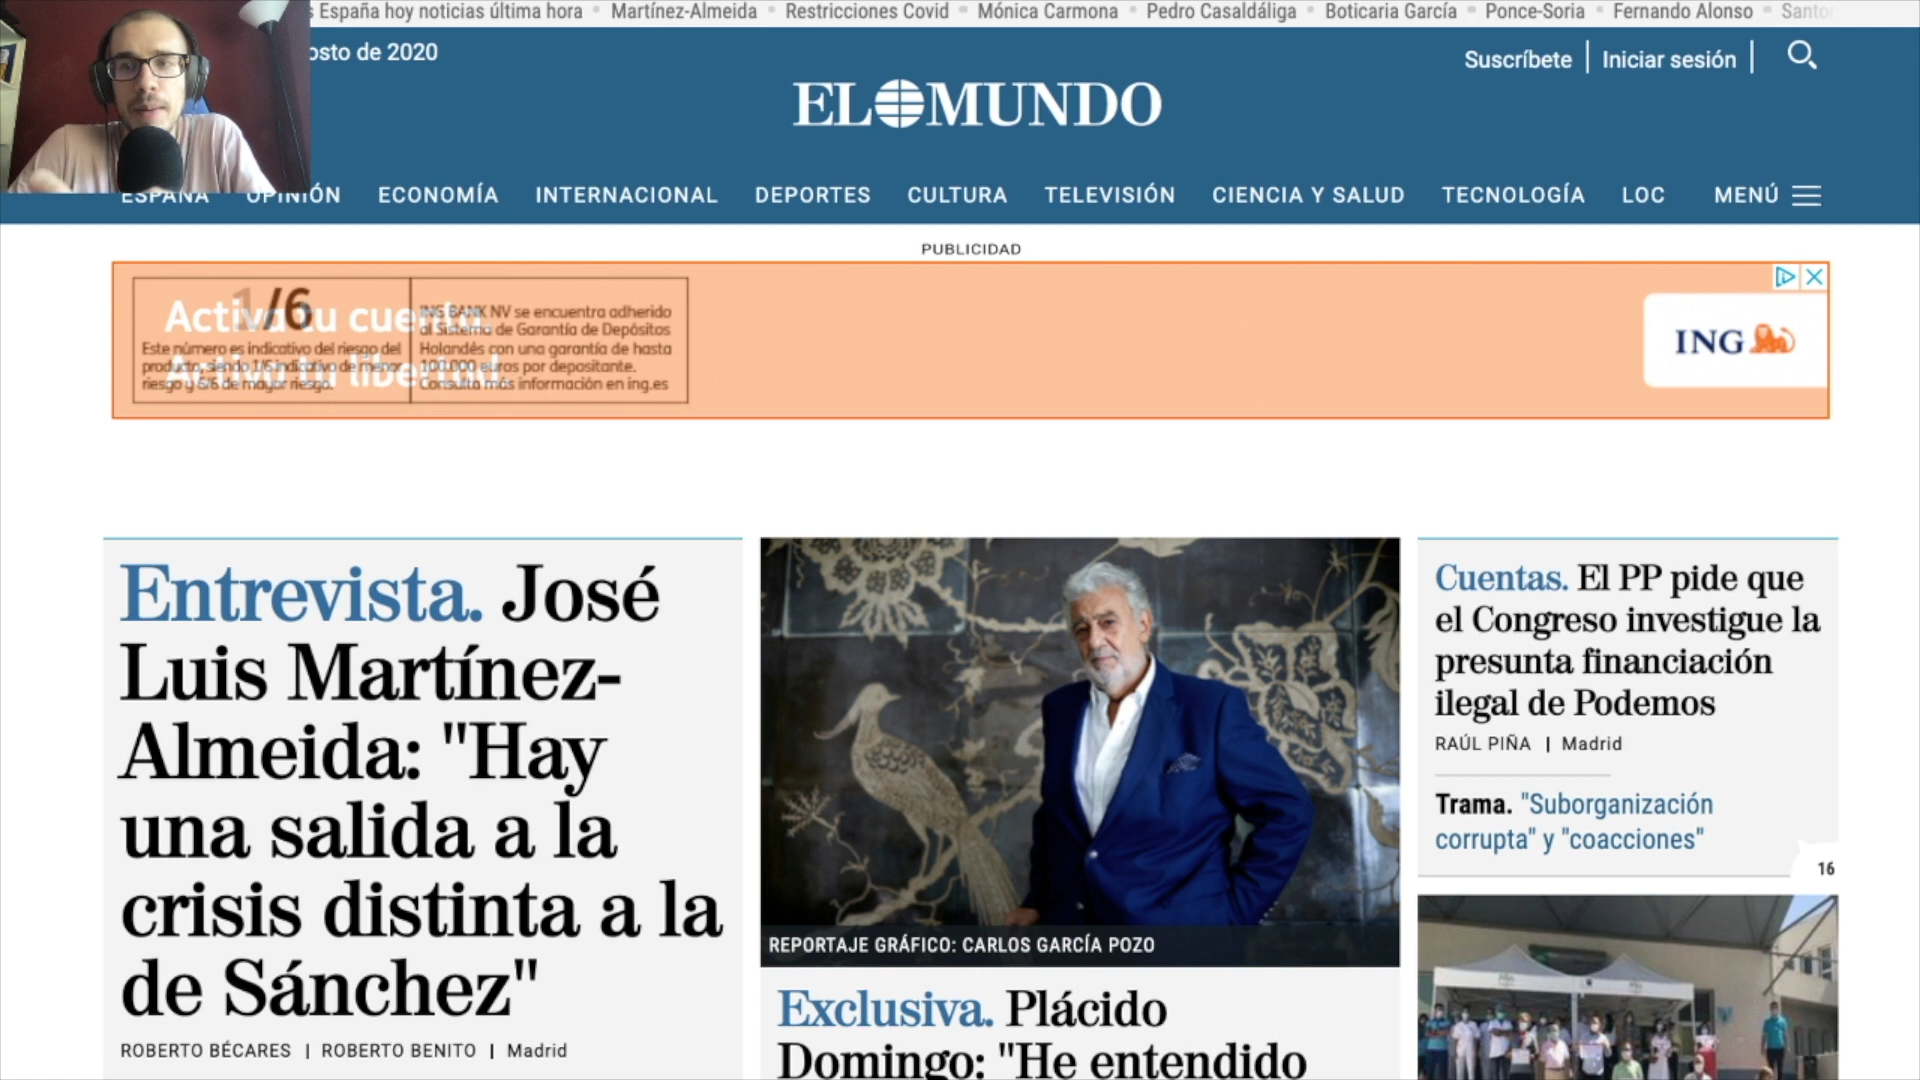 España hoy noticias última hora
Martínez-Almeida
Restricciones Covid
Mónica Carmona
Pedro Casaldáliga
Boticaria García
Ponce-Soria
Fernando Alonso
osto de 2020
Suscríbete
Iniciar sesión
EL MUNDO
ESPAÑA
OPINIÓN
ECONOMÍA
INTERNACIONAL
DEPORTES
CULTURA
TELEVISIÓN
CIENCIA Y SALUD
TECNOLOGÍA
LOC
MENÚ
PUBLICIDAD
1/6
Activa tu cuenta,
Activa tu libertad.
Este número es indicativo del riesgo del
producto, siendo 1/6 indicativo de menor
riesgo y 6/6 de mayor riesgo.
ING BANK NV se encuentra adherido
al Sistema de Garantía de Depósitos
Holandés con una garantía de hasta
100.000 euros por depositante.
Consulta más información en ing.es
ING
Entrevista. José
Luis Martínez-
Almeida: "Hay
una salida a la
crisis distinta a la
de Sánchez"
ROBERTO BÉCARES | ROBERTO BENITO | Madrid
REPORTAJE GRÁFICO: CARLOS GARCÍA POZO
Exclusiva. Plácido
Domingo: "He entendido
Cuentas. El PP pide que
el Congreso investigue la
presunta financiación
ilegal de Podemos
RAÚL PIÑA | Madrid
Trama. "Suborganización
corrupta" y "coacciones"
16